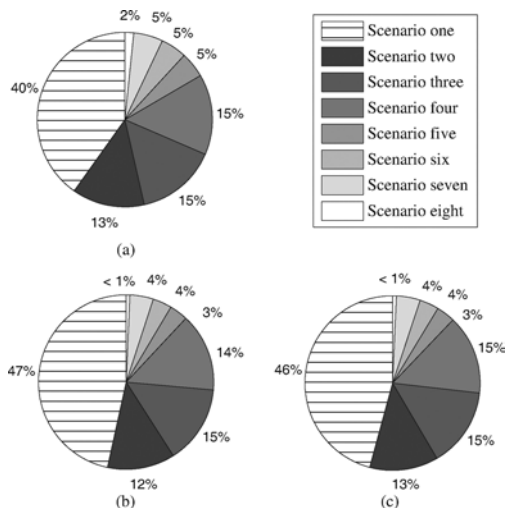 2%
5%
5%
5%
40%
15%
15%
13%
(a)
Scenario one
Scenario two
Scenario three
Scenario four
Scenario five
Scenario six
Scenario seven
Scenario eight
< 1%
4%
4%
3%
47%
14%
15%
12%
(b)
< 1%
4%
4%
3%
46%
15%
15%
13%
(c)